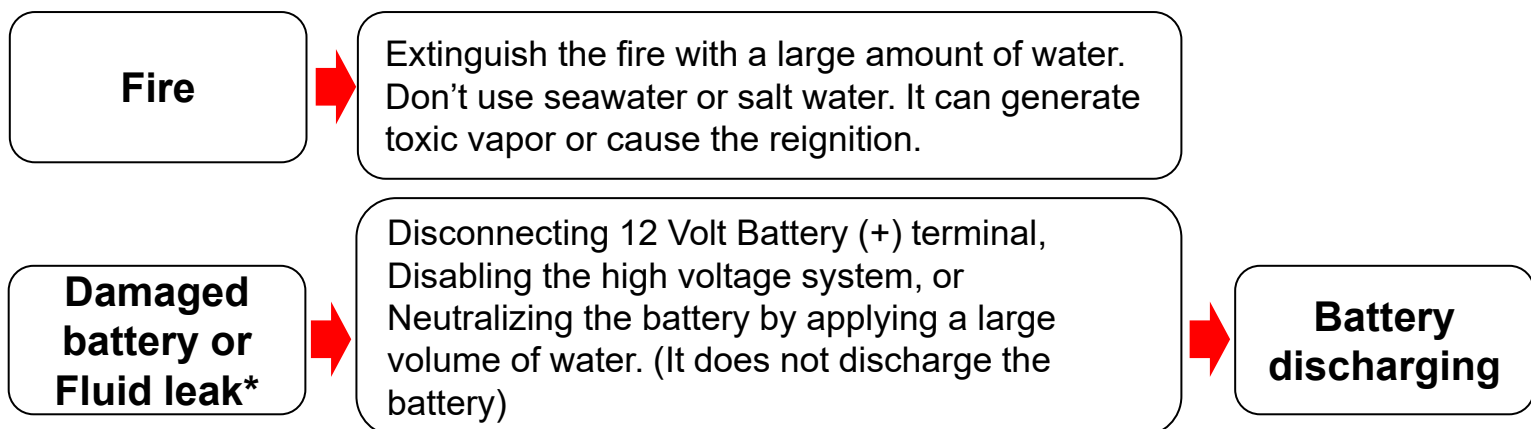 Fire
Extinguish the fire with a large amount of water.
Don’t use seawater or salt water. It can generate
toxic vapor or cause the reignition.
Damaged
battery or
Fluid leak*
Disconnecting 12 Volt Battery (+) terminal,
Disabling the high voltage system, or
Neutralizing the battery by applying a large
volume of water. (It does not discharge the
battery)
Battery
discharging